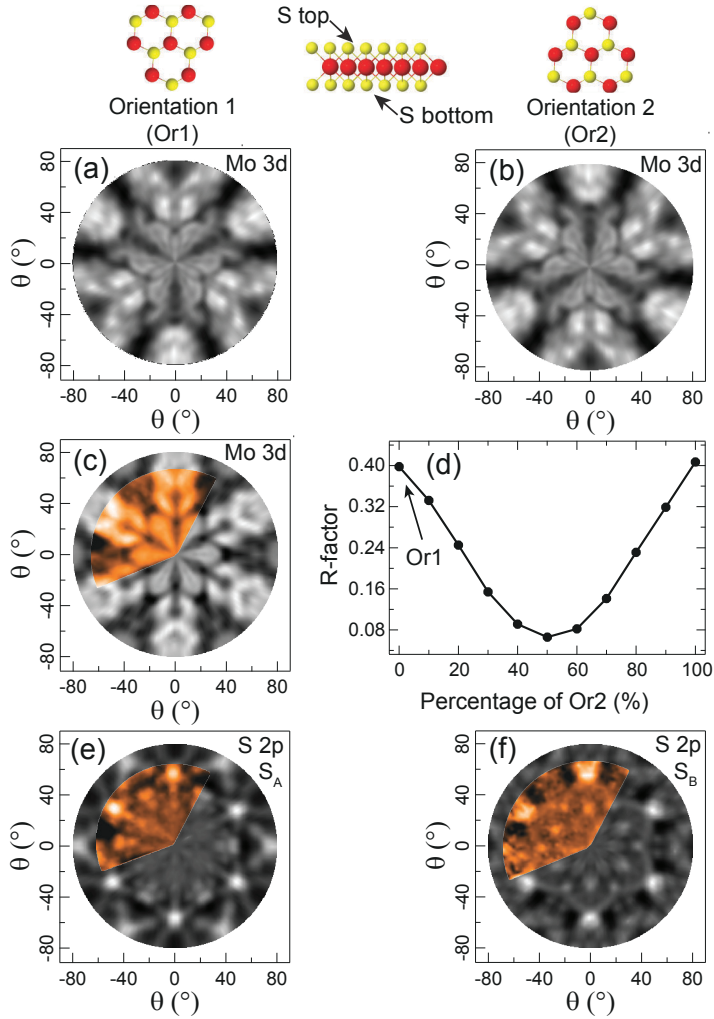 S top
S bottom
Orientation 1
(Or1)
Orientation 2
(Or2)
(a)
Mo 3d
80
40
0
-40
-80
θ (°)
-80 -40 0 40 80
θ (°)
(b)
Mo 3d
80
40
0
-40
-80
θ (°)
-80 -40 0 40 80
θ (°)
(c)
Mo 3d
80
40
0
-40
-80
θ (°)
-80 -40 0 40 80
θ (°)
(d)
0.40
0.32
0.24
0.16
0.08
R-factor
Or1
0 20 40 60 80 100
Percentage of Or2 (%)
(e)
S 2p
S_A
80
40
0
-40
-80
θ (°)
-80 -40 0 40 80
θ (°)
(f)
S 2p
S_B
80
40
0
-40
-80
θ (°)
-80 -40 0 40 80
θ (°)